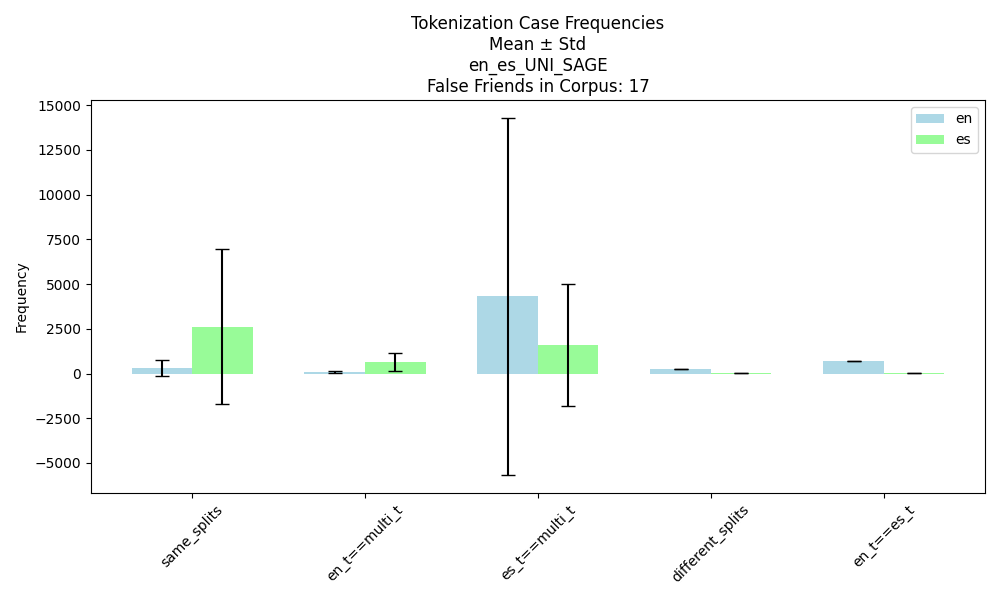 Tokenization Case Frequencies
Mean ± Std
en_es_UNI_SAGE
False Friends in Corpus: 17
en
es
Frequency
15000
12500
10000
7500
5000
2500
0
−2500
−5000
same_splits
en_t==multi_t
es_t==multi_t
different_splits
en_t==es_t